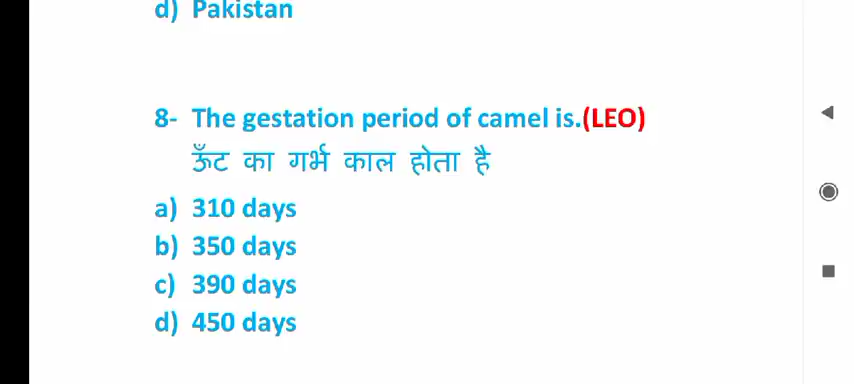 d) Pakistan
8- The gestation period of camel is.(LEO)
ऊँट का गर्भ काल होता है
a) 310 days
b) 350 days
c) 390 days
d) 450 days